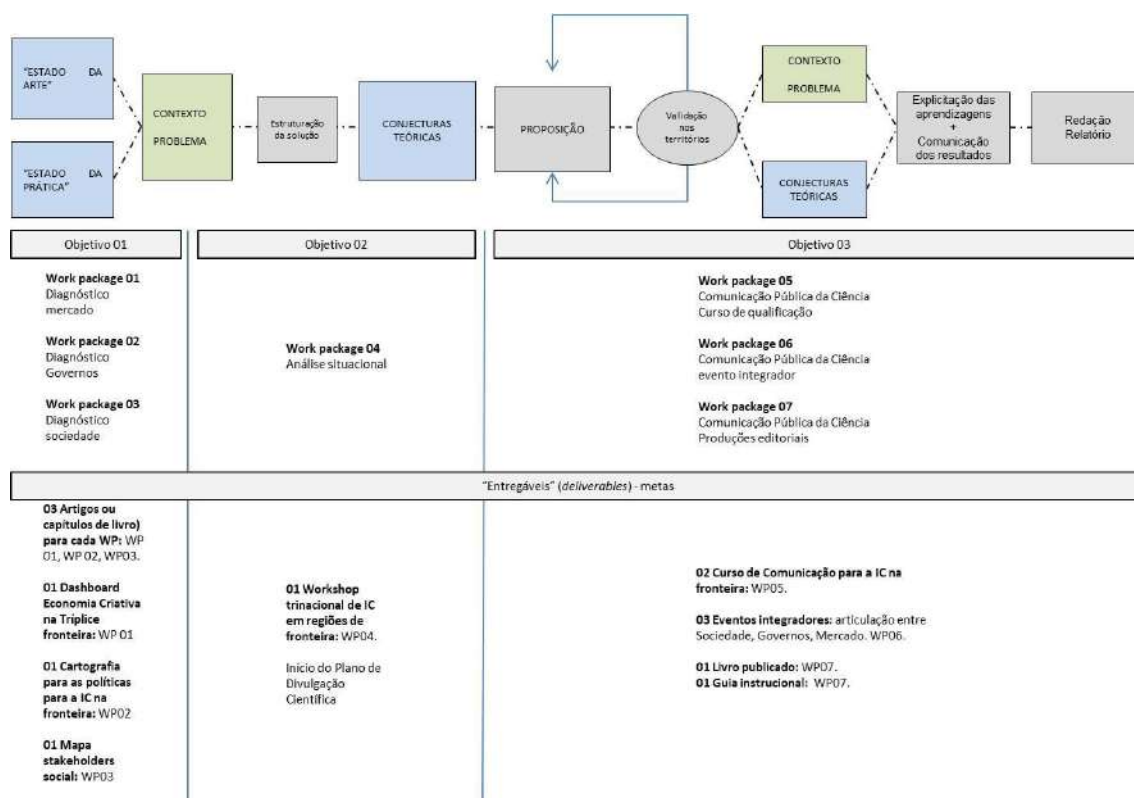 "ESTADO DA
ARTE"
"ESTADO DA
PRÁTICA"
CONTEXTO
PROBLEMA
Estruturação
da solução
CONJECTURAS
TEÓRICAS
PROPOSIÇÃO
Validação
nos
territórios
CONTEXTO
PROBLEMA
CONJECTURAS
TEÓRICAS
Explicitação das
aprendizagens
+
Comunicação
dos resultados
Redação
Relatório
Objetivo 01
Objetivo 02
Objetivo 03
Work package 01
Diagnóstico
mercado
Work package 02
Diagnóstico
Governos
Work package 03
Diagnóstico
sociedade
Work package 04
Análise situacional
Work package 05
Comunicação Pública da Ciência
Curso de qualificação
Work package 06
Comunicação Pública da Ciência
evento integrador
Work package 07
Comunicação Pública da Ciência
Produções editoriais
"Entregáveis" (deliverables) - metas
03 Artigos ou
capítulos de livro)
para cada WP: WP
01, WP 02, WP03.
01 Dashboard
Economia Criativa
na Tríplice
fronteira: WP 01
01 Cartografia
para as políticas
para a IC na
fronteira: WP02
01 Mapa
stakeholders
social: WP03
01 Workshop
trinacional de IC
em regiões de
fronteira: WP04.
Início do Plano de
Divulgação
Científica
02 Curso de Comunicação para a IC na
fronteira: WP05.
03 Eventos integradores: articulação entre
Sociedade, Governos, Mercado. WP06.
01 Livro publicado: WP07.
01 Guia instrucional: WP07.